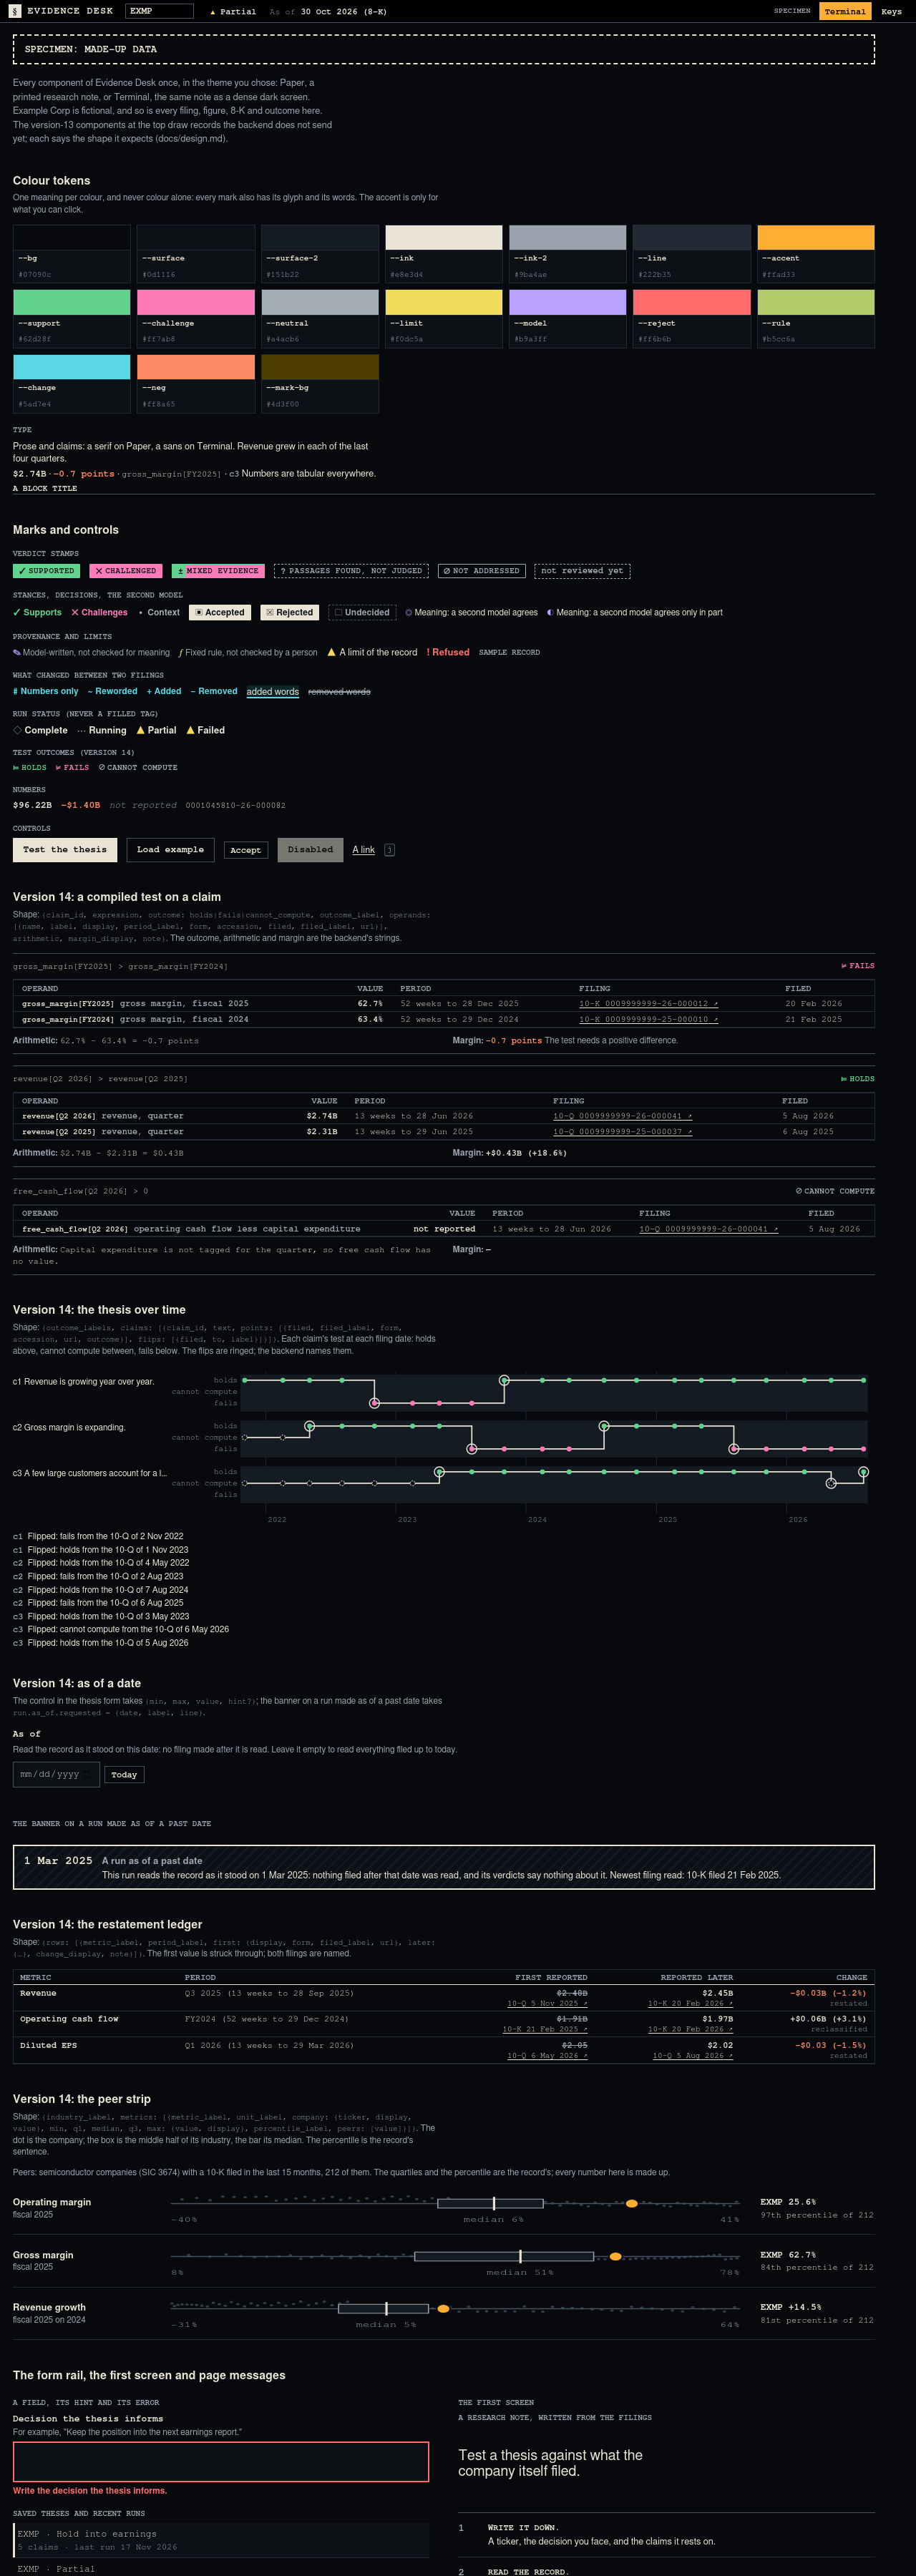 § EVIDENCE DESK EXMP ▲ Partial As of 30 Oct 2026 (8-K) SPECIMEN Terminal Keys
SPECIMEN: MADE-UP DATA
Every component of Evidence Desk once, in the theme you chose: Paper, a
printed research note, or Terminal, the same note as a dense dark screen.
Example Corp is fictional, and so is every filing, figure, 8-K and outcome here.
The version-13 components at the top draw records the backend does not send
yet; each says the shape it expects (docs/design.md).
Colour tokens
One meaning per colour, and never colour alone: every mark also has its glyph and its words. The accent is only for
what you can click.
--bg --surface --surface-2 --ink --ink-2 --line --accent
#07090c #0d1116 #151b22 #e8e3d4 #9ba4ae #222b35 #ffad33
--support --challenge --neutral --limit --model --reject --rule
#62d28f #ff7ab8 #a4acb6 #f0dc5a #b9a3ff #ff6b6b #b5cc6a
--change --neg --mark-bg
#5ad7e4 #ff8a65 #4d3f00
TYPE
Prose and claims: a serif on Paper, a sans on Terminal. Revenue grew in each of the last
four quarters.
$2.74B · −0.7 points · gross_margin[FY2025] · c3 Numbers are tabular everywhere.
A BLOCK TITLE
Marks and controls
VERDICT STAMPS
✓ SUPPORTED ✕ CHALLENGED ± MIXED EVIDENCE ? PASSAGES FOUND, NOT JUDGED ⊘ NOT ADDRESSED not reviewed yet
STANCES, DECISIONS, THE SECOND MODEL
✓ Supports ✕ Challenges • Context ▣ Accepted ☒ Rejected ☐ Undecided Meaning: a second model agrees ◐ Meaning: a second model agrees only in part
PROVENANCE AND LIMITS
✎ Model-written, not checked for meaning ƒ Fixed rule, not checked by a person ▲ A limit of the record ! Refused SAMPLE RECORD
WHAT CHANGED BETWEEN TWO FILINGS
# Numbers only ~ Reworded + Added − Removed added words removed words
RUN STATUS (NEVER A FILLED TAG)
◇ Complete ··· Running ▲ Partial ▲ Failed
TEST OUTCOMES (VERSION 14)
⊨ HOLDS ⊭ FAILS ⊘ CANNOT COMPUTE
NUMBERS
$96.22B −$1.40B not reported 0001045810-26-000082
CONTROLS
Test the thesis Load example Accept Disabled A link j
Version 14: a compiled test on a claim
Shape: {claim_id, expression, outcome: holds|fails|cannot_compute, outcome_label, operands:
[{name, label, display, period_label, form, accession, filed, filed_label, url}],
arithmetic, margin_display, note}. The outcome, arithmetic and margin are the backend's strings.
gross_margin[FY2025] > gross_margin[FY2024] ⊭ FAILS
OPERAND VALUE PERIOD FILING FILED
gross_margin[FY2025] gross margin, fiscal 2025 62.7% 52 weeks to 28 Dec 2025 10-K 0009999999-26-000012 ↗ 20 Feb 2026
gross_margin[FY2024] gross margin, fiscal 2024 63.4% 52 weeks to 29 Dec 2024 10-K 0009999999-25-000010 ↗ 21 Feb 2025
Arithmetic: 62.7% − 63.4% = −0.7 points Margin: −0.7 points The test needs a positive difference.
revenue[Q2 2026] > revenue[Q2 2025] ⊨ HOLDS
OPERAND VALUE PERIOD FILING FILED
revenue[Q2 2026] revenue, quarter $2.74B 13 weeks to 28 Jun 2026 10-Q 0009999999-26-000041 ↗ 5 Aug 2026
revenue[Q2 2025] revenue, quarter $2.31B 13 weeks to 29 Jun 2025 10-Q 0009999999-25-000037 ↗ 6 Aug 2025
Arithmetic: $2.74B − $2.31B = $0.43B Margin: +$0.43B (+18.6%)
free_cash_flow[Q2 2026] > 0 ⊘ CANNOT COMPUTE
OPERAND VALUE PERIOD FILING FILED
free_cash_flow[Q2 2026] operating cash flow less capital expenditure not reported 13 weeks to 28 Jun 2026 10-Q 0009999999-26-000041 ↗ 5 Aug 2026
Arithmetic: Capital expenditure is not tagged for the quarter, so free cash flow has Margin: —
no value.
Version 14: the thesis over time
Shape: {outcome_labels, claims: [{claim_id, text, points: [{filed, filed_label, form,
accession, url, outcome}], flips: [{filed, to, label}]}]}. Each claim's test at each filing date: holds
above, cannot compute between, fails below. The flips are ringed; the backend names them.
c1 Revenue is growing year over year. holds
cannot compute
fails
c2 Gross margin is expanding. holds
cannot compute
fails
c3 A few large customers account for a l… holds
cannot compute
fails
2022 2023 2024 2025 2026
c1 Flipped: fails from the 10-Q of 2 Nov 2022
c1 Flipped: holds from the 10-Q of 1 Nov 2023
c2 Flipped: holds from the 10-Q of 4 May 2022
c2 Flipped: fails from the 10-Q of 2 Aug 2023
c2 Flipped: holds from the 10-Q of 7 Aug 2024
c2 Flipped: fails from the 10-Q of 6 Aug 2025
c3 Flipped: holds from the 10-Q of 3 May 2023
c3 Flipped: cannot compute from the 10-Q of 6 May 2026
c3 Flipped: holds from the 10-Q of 5 Aug 2026
Version 14: as of a date
The control in the thesis form takes {min, max, value, hint?}; the banner on a run made as of a past date takes
run.as_of.requested = {date, label, line}.
As of
Read the record as it stood on this date: no filing made after it is read. Leave it empty to read everything filed up to today.
mm/dd/yyyy Today
THE BANNER ON A RUN MADE AS OF A PAST DATE
1 Mar 2025 A run as of a past date
This run reads the record as it stood on 1 Mar 2025: nothing filed after that date was read, and its verdicts say nothing about it. Newest filing read: 10-K filed 21 Feb 2025.
Version 14: the restatement ledger
Shape: {rows: [{metric_label, period_label, first: {display, form, filed_label, url}, later:
{…}, change_display, note}]}. The first value is struck through; both filings are named.
METRIC PERIOD FIRST REPORTED REPORTED LATER CHANGE
Revenue Q3 2025 (13 weeks to 28 Sep 2025) $2.48B $2.45B −$0.03B (−1.2%)
10-Q 5 Nov 2025 ↗ 10-K 20 Feb 2026 ↗ restated
Operating cash flow FY2024 (52 weeks to 29 Dec 2024) $1.91B $1.97B +$0.06B (+3.1%)
10-K 21 Feb 2025 ↗ 10-K 20 Feb 2026 ↗ reclassified
Diluted EPS Q1 2026 (13 weeks to 29 Mar 2026) $2.05 $2.02 −$0.03 (−1.5%)
10-Q 6 May 2026 ↗ 10-Q 5 Aug 2026 ↗ restated
Version 14: the peer strip
Shape: {industry_label, metrics: [{metric_label, unit_label, company: {ticker, display,
value}, min, q1, median, q3, max: {value, display}, percentile_label, peers: [value]}]}. The
dot is the company; the box is the middle half of its industry, the bar its median. The percentile is the record's
sentence.
Peers: semiconductor companies (SIC 3674) with a 10-K filed in the last 15 months, 212 of them. The quartiles and the percentile are the record's; every number here is made up.
Operating margin EXMP 25.6%
fiscal 2025 −40% median 6% 41% 97th percentile of 212
Gross margin EXMP 62.7%
fiscal 2025 8% median 51% 78% 84th percentile of 212
Revenue growth EXMP +14.5%
fiscal 2025 on 2024 −31% median 5% 64% 81st percentile of 212
The form rail, the first screen and page messages
A FIELD, ITS HINT AND ITS ERROR
Decision the thesis informs
For example, "Keep the position into the next earnings report."
Write the decision the thesis informs.
SAVED THESES AND RECENT RUNS
EXMP · Hold into earnings
5 claims · last run 17 Nov 2026
EXMP · Partial
THE FIRST SCREEN
A RESEARCH NOTE, WRITTEN FROM THE FILINGS
Test a thesis against what the
company itself filed.
1 WRITE IT DOWN.
A ticker, the decision you face, and the claims it rests on.
2 READ THE RECORD.